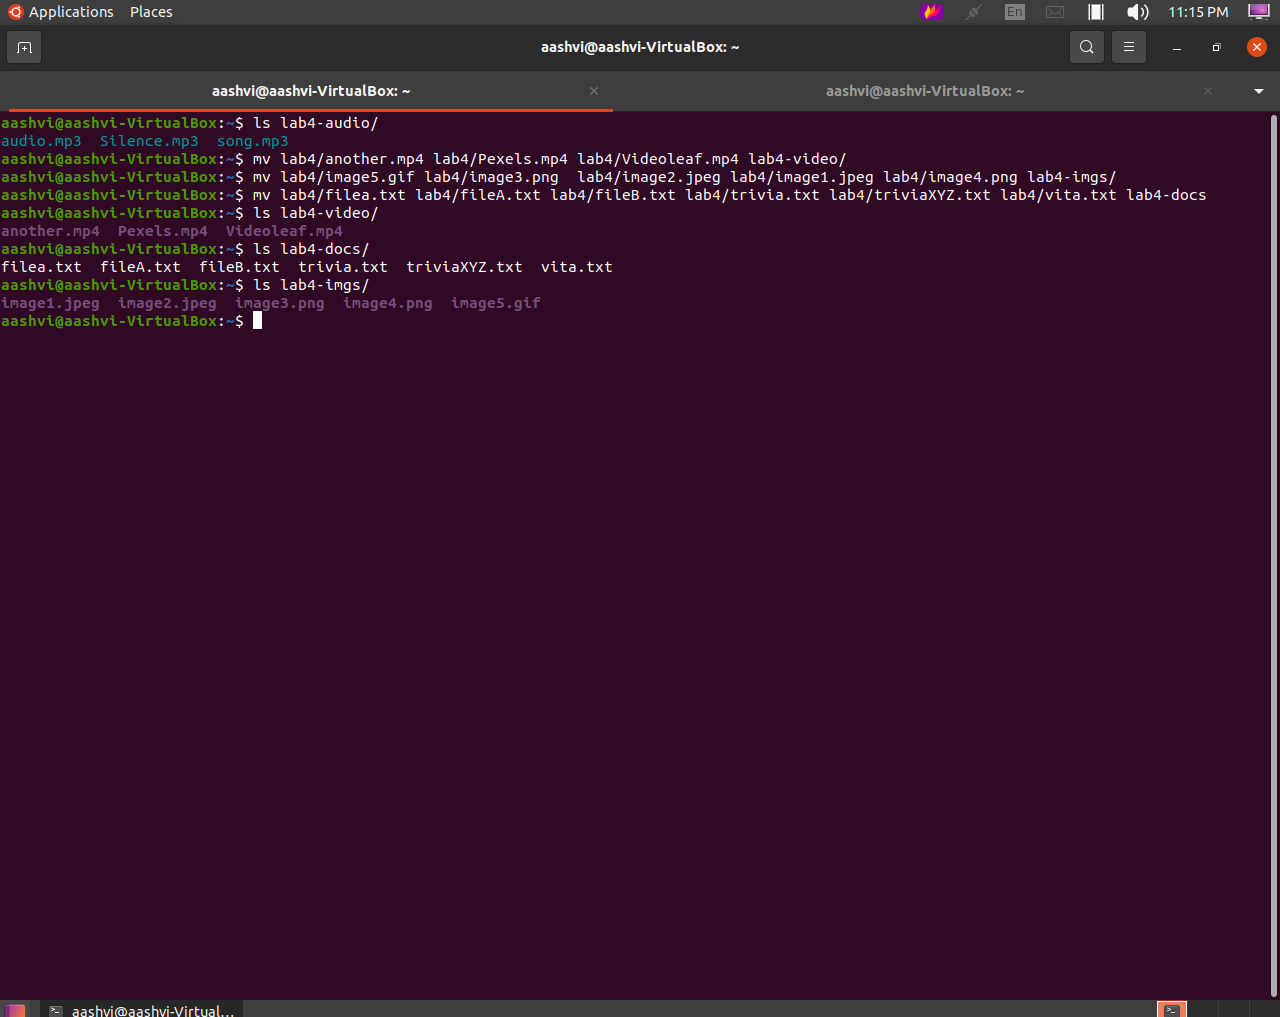 Applications Places En 11:15 PM
aashvi@aashvi-VirtualBox: ~
aashvi@aashvi-VirtualBox: ~ aashvi@aashvi-VirtualBox: ~
aashvi@aashvi-VirtualBox:~$ ls lab4-audio/
audio.mp3  Silence.mp3  song.mp3
aashvi@aashvi-VirtualBox:~$ mv lab4/another.mp4 lab4/Pexels.mp4 lab4/Videoleaf.mp4 lab4-video/
aashvi@aashvi-VirtualBox:~$ mv lab4/image5.gif lab4/image3.png  lab4/image2.jpeg lab4/image1.jpeg lab4/image4.png lab4-imgs/
aashvi@aashvi-VirtualBox:~$ mv lab4/filea.txt lab4/fileA.txt lab4/fileB.txt lab4/trivia.txt lab4/triviaXYZ.txt lab4/vita.txt lab4-docs
aashvi@aashvi-VirtualBox:~$ ls lab4-video/
another.mp4  Pexels.mp4  Videoleaf.mp4
aashvi@aashvi-VirtualBox:~$ ls lab4-docs/
filea.txt  fileA.txt  fileB.txt  trivia.txt  triviaXYZ.txt  vita.txt
aashvi@aashvi-VirtualBox:~$ ls lab4-imgs/
image1.jpeg  image2.jpeg  image3.png  image4.png  image5.gif
aashvi@aashvi-VirtualBox:~$
aashvi@aashvi-Virtual...